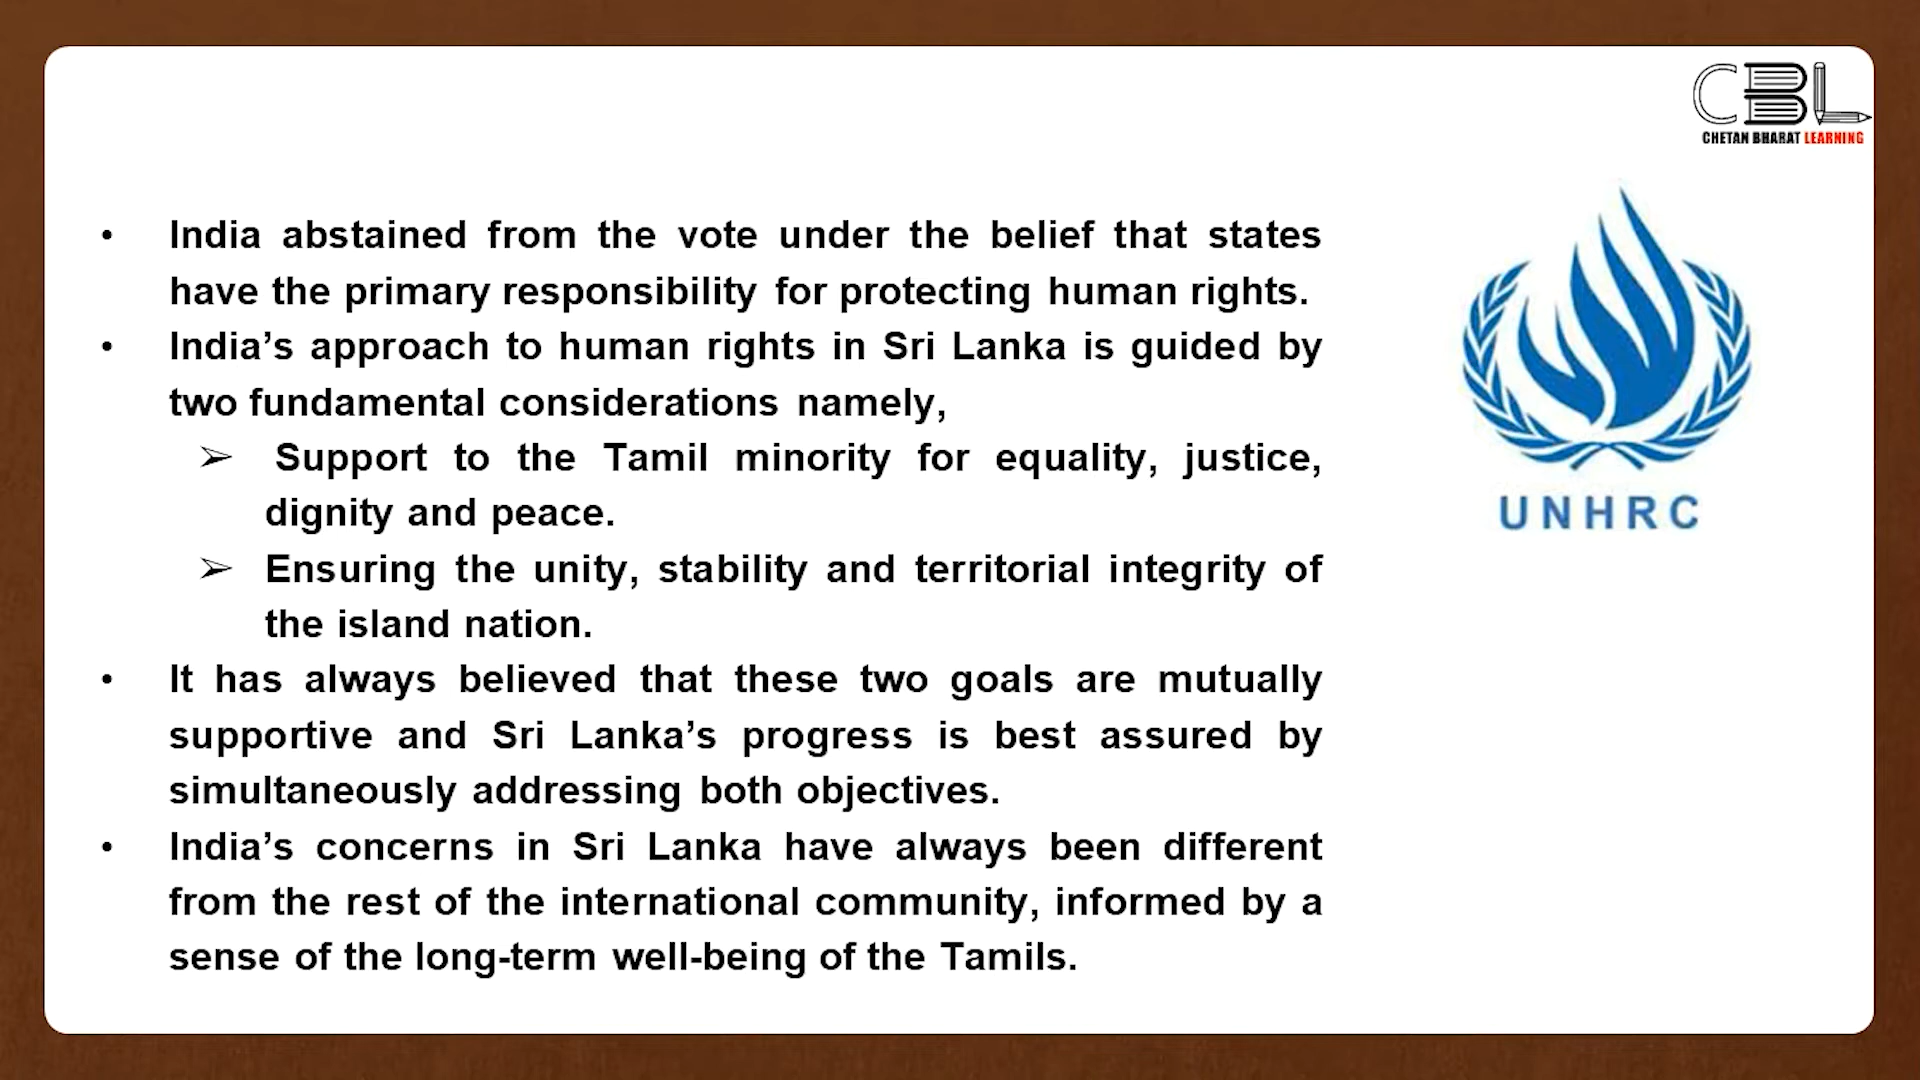 CBL
CHETAN BHARAT LEARNING
• India abstained from the vote under the belief that states
have the primary responsibility for protecting human rights.
• India’s approach to human rights in Sri Lanka is guided by
two fundamental considerations namely,
➢ Support to the Tamil minority for equality, justice,
dignity and peace.
➢ Ensuring the unity, stability and territorial integrity of
the island nation.
• It has always believed that these two goals are mutually
supportive and Sri Lanka’s progress is best assured by
simultaneously addressing both objectives.
• India’s concerns in Sri Lanka have always been different
from the rest of the international community, informed by a
sense of the long-term well-being of the Tamils.
UNHRC